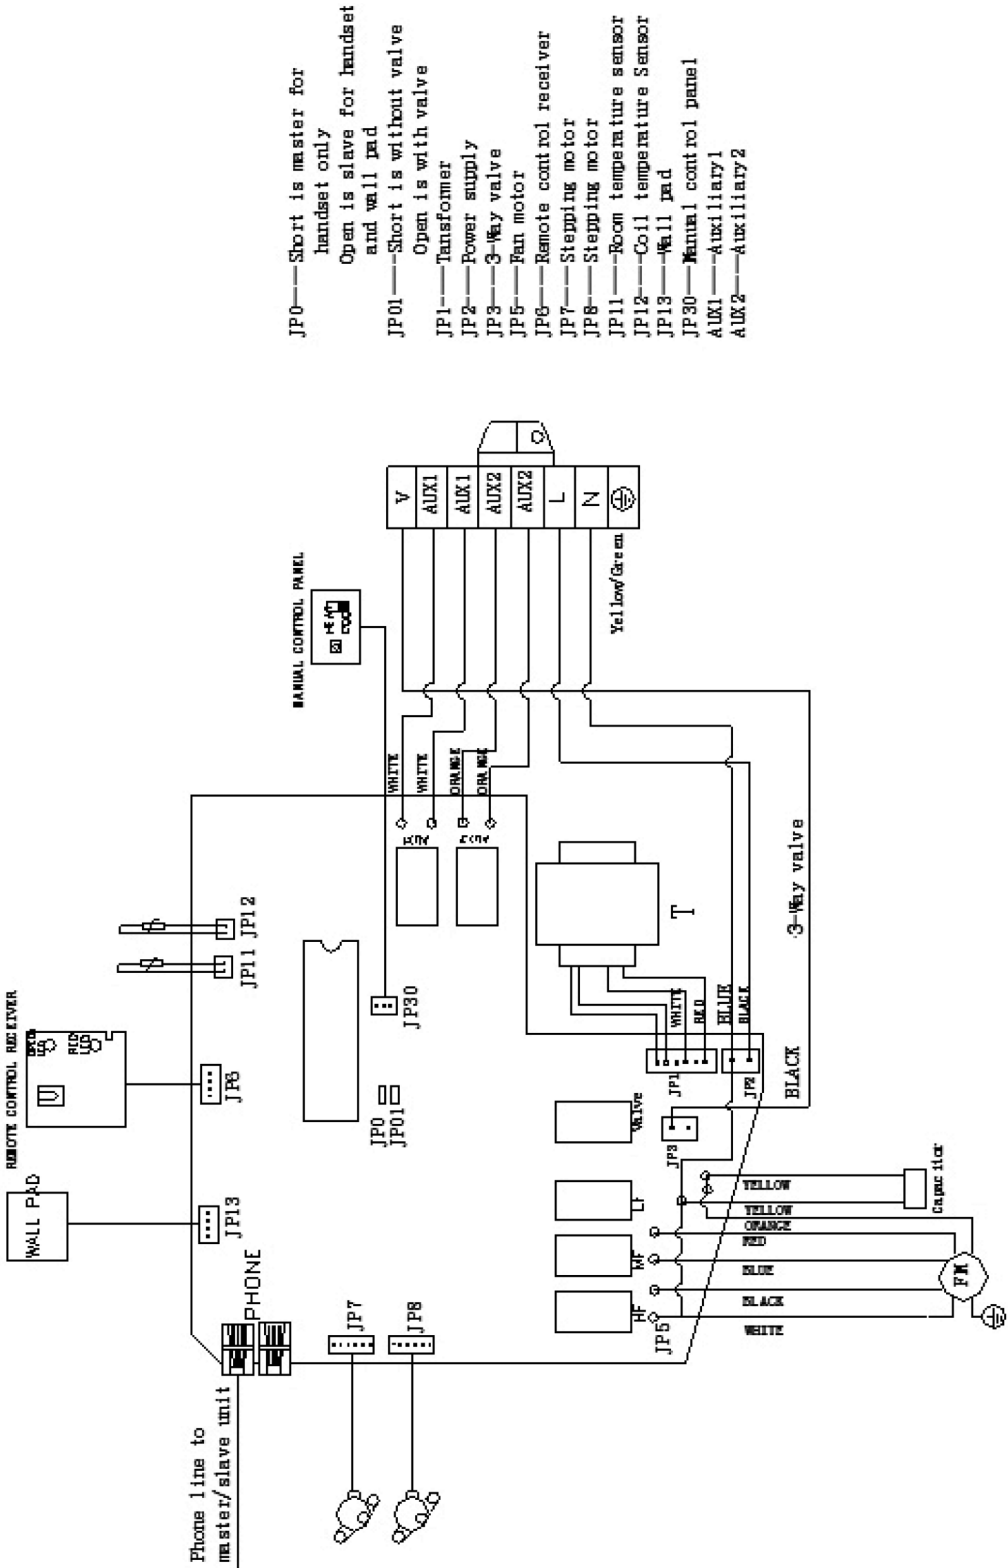 REMOTE CONTROL RECEIVER
RED
LED
WALL PAD
JP13
JP6
JP11
JP12
MANUAL CONTROL PANEL
HEAT
COOL
PHONE
Phone line to
master/slave unit
JP7
JP8
JP0
JP01
JP30
WHITE
WHITE
ORANGE
ORANGE
V
AUX1
AUX1
AUX2
AUX2
L
N
Yellow/Green
HF
MF
LF
Valve
JP5
JP3
JP1
JP2
WHITE
RED
BLUE
BLACK
T
3-Way valve
BLACK
WHITE
BLACK
BLUE
RED
ORANGE
YELLOW
YELLOW
Capacitor
FM
JP0——Short is master for
handset only
Open is slave for handset
and wall pad
JP01——Short is without valve
Open is with valve
JP1——Tansformer
JP2——Power supply
JP3——3-Way valve
JP5——Fan motor
JP6——Remote control receiver
JP7——Stepping motor
JP8——Stepping motor
JP11——Room temperature sensor
JP12——Coil temperature Sensor
JP13——Wall pad
JP30——Manual control panel
AUX1——Auxiliary1
AUX2——Auxiliary2